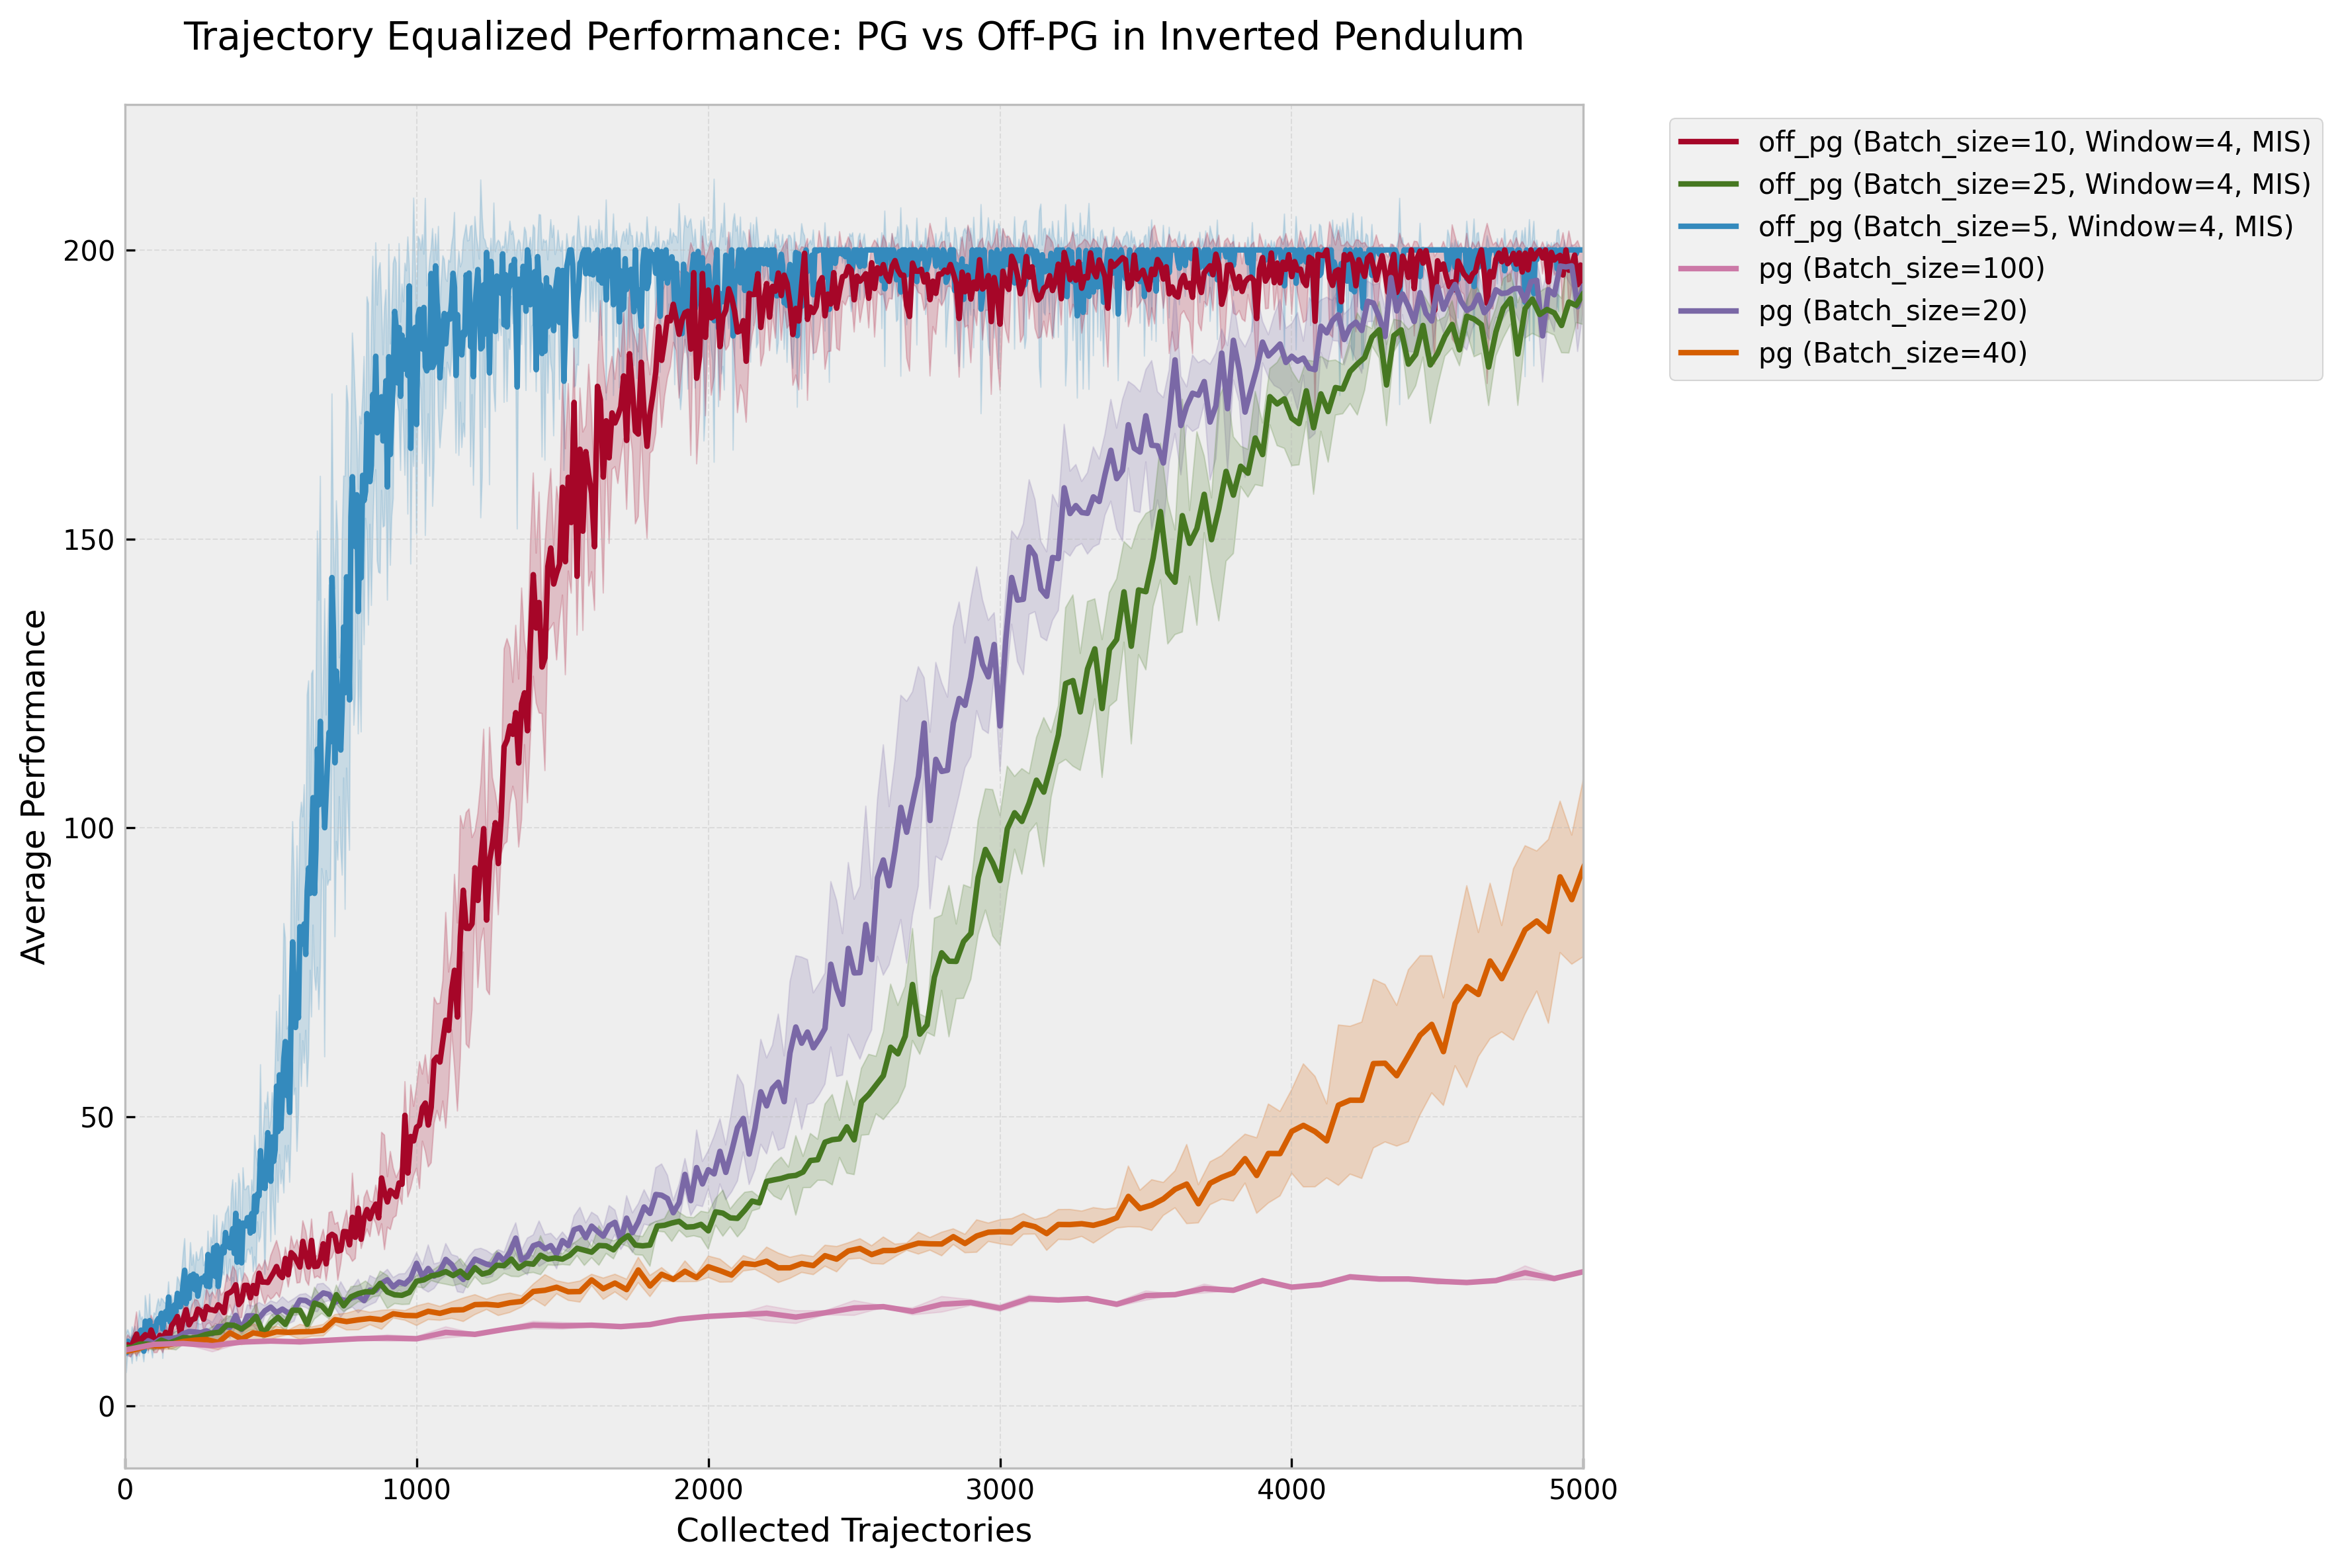 Trajectory Equalized Performance: PG vs Off-PG in Inverted Pendulum
off_pg (Batch_size=10, Window=4, MIS)
off_pg (Batch_size=25, Window=4, MIS)
off_pg (Batch_size=5, Window=4, MIS)
pg (Batch_size=100)
pg (Batch_size=20)
pg (Batch_size=40)
Average Performance
200
150
100
50
0
0 1000 2000 3000 4000 5000
Collected Trajectories